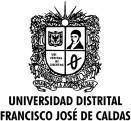 UNIVERSIDAD DISTRITAL
FRANCISCO JOSÉ DE CALDAS